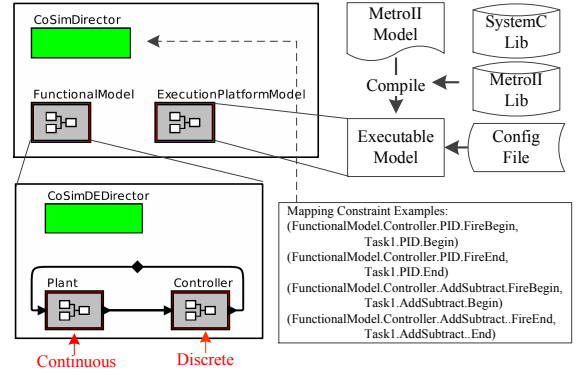 CoSimDirector
FunctionalModel
ExecutionPlatformModel
MetroII
Model
SystemC
Lib
Compile
MetroII
Lib
Executable
Model
Config
File
CoSimDEDirector
Plant
Controller
Continuous
Discrete
Mapping Constraint Examples:
(FunctionalModel.Controller.PID.FireBegin,
Task1.PID.Begin)
(FunctionalModel.Controller.PID.FireEnd,
Task1.PID.End)
(FunctionalModel.Controller.AddSubtract.FireBegin,
Task1.AddSubtract.Begin)
(FunctionalModel.Controller.AddSubtract..FireEnd,
Task1.AddSubtract..End)